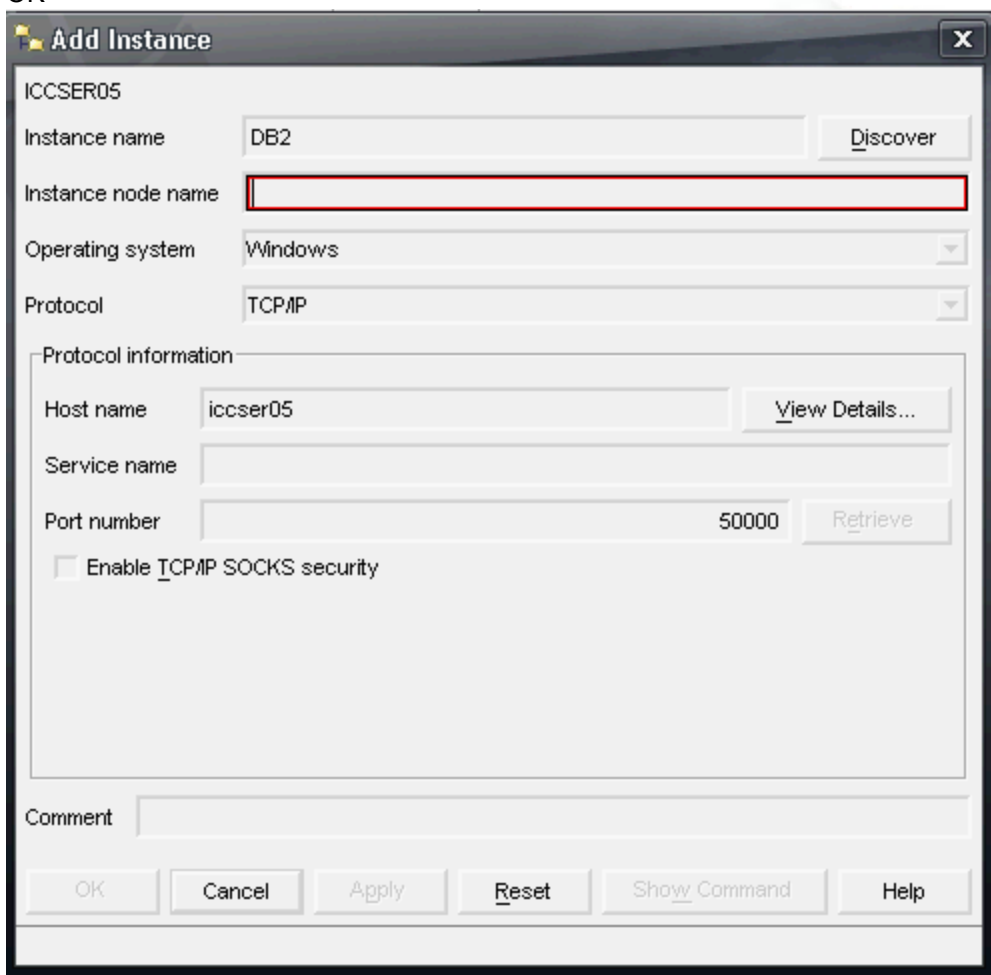 OK
Add Instance
ICCSER05
Instance name DB2 Discover
Instance node name
Operating system Windows
Protocol TCP/IP
Protocol information
Host name iccser05 View Details...
Service name
Port number 50000 Retrieve
Enable TCP/IP SOCKS security
Comment
OK Cancel Apply Reset Show Command Help